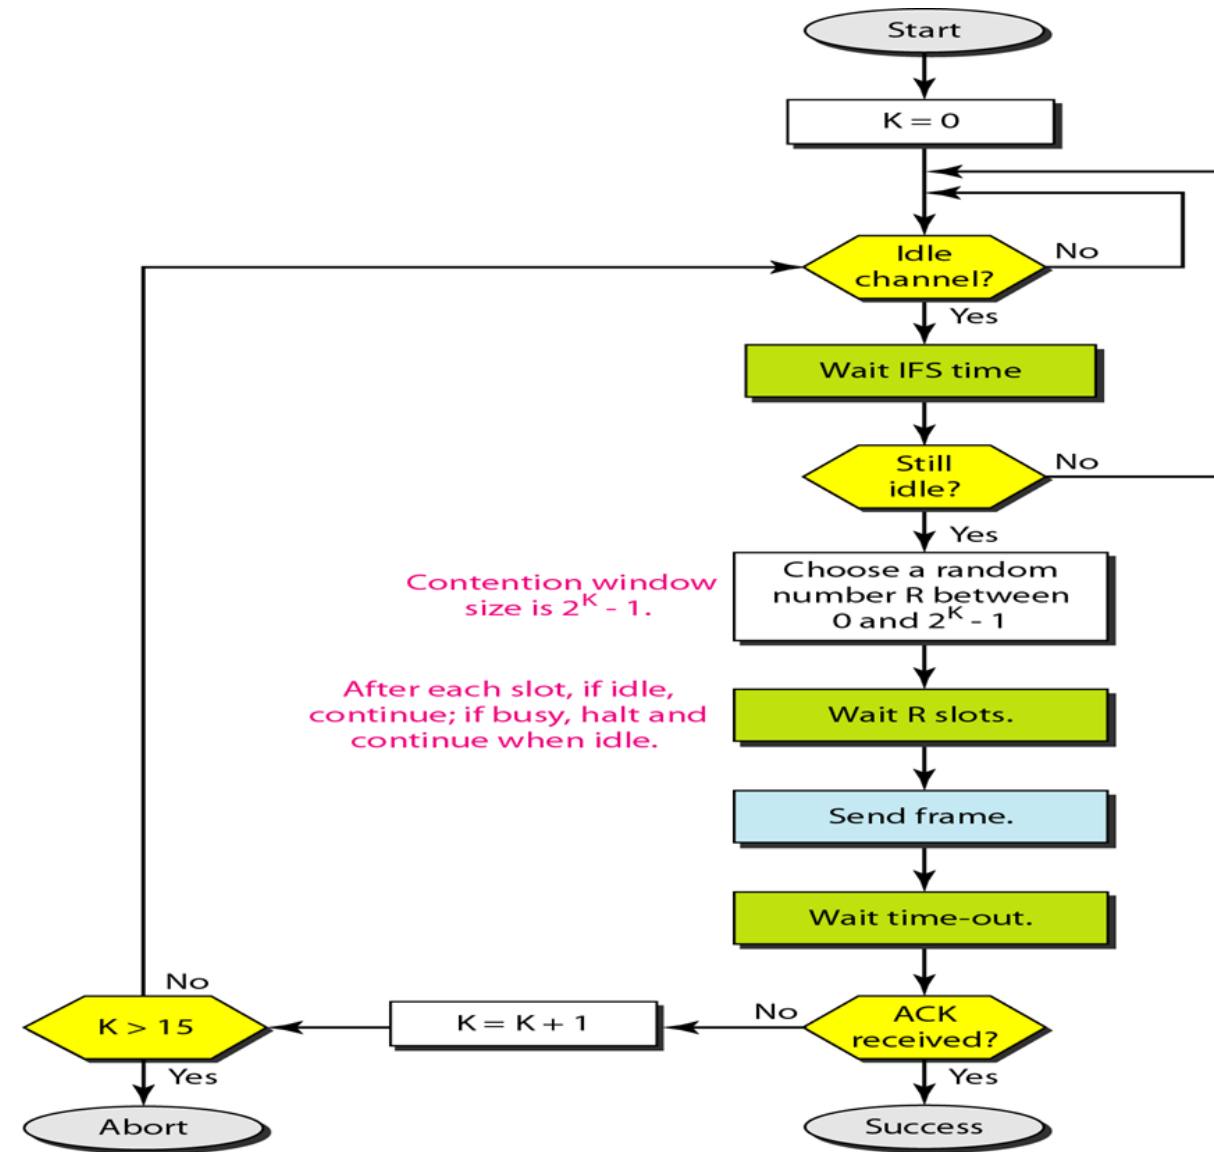 Start
K = 0
Idle
channel?
No
Yes
Wait IFS time
Still
idle?
No
Yes
Contention window
size is 2^K - 1.
Choose a random
number R between
0 and 2^K - 1
After each slot, if idle,
continue; if busy, halt and
continue when idle.
Wait R slots.
Send frame.
Wait time-out.
ACK
received?
No
Yes
K = K + 1
K > 15
No
Yes
Abort
Success